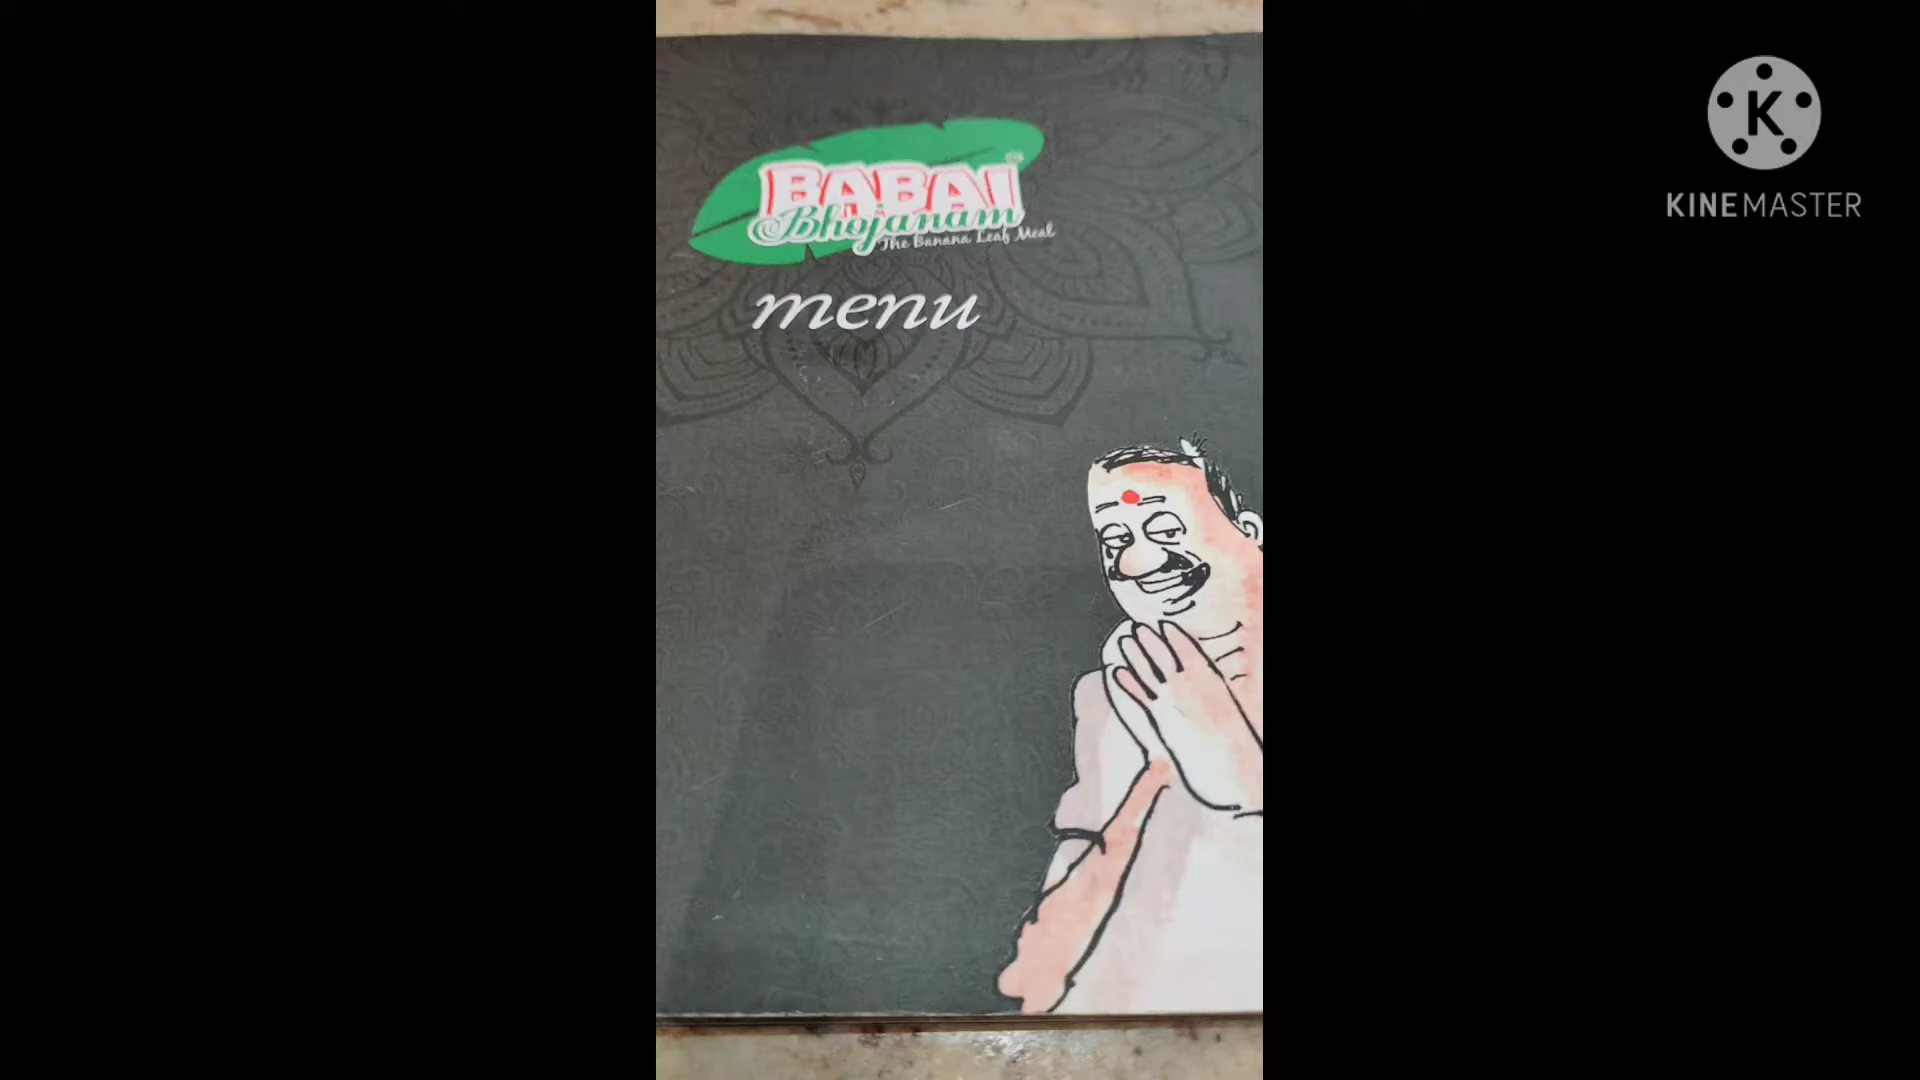 BABAI
Bhojanam
The Banana Leaf Meal
menu
K
KINEMASTER